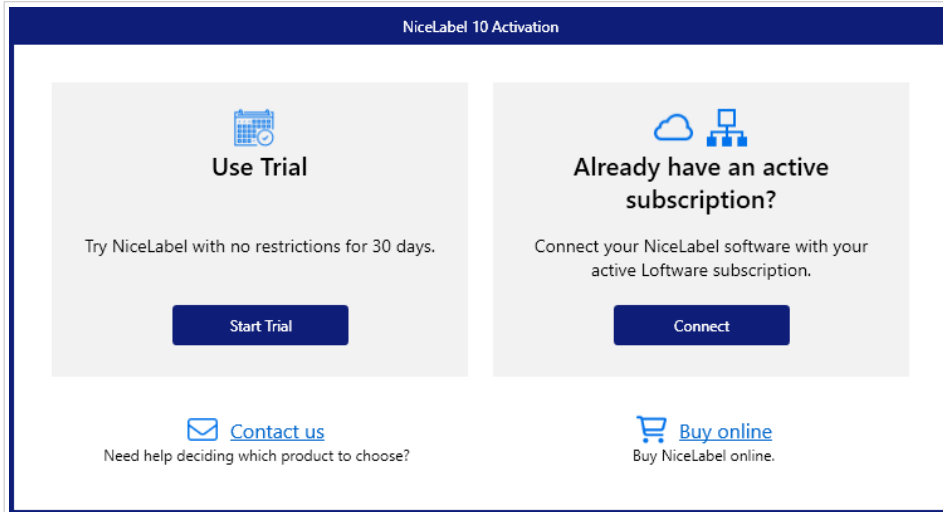 NiceLabel 10 Activation
Use Trial
Try NiceLabel with no restrictions for 30 days.
Start Trial
Already have an active
subscription?
Connect your NiceLabel software with your
active Loftware subscription.
Connect
Contact us
Need help deciding which product to choose?
Buy online
Buy NiceLabel online.